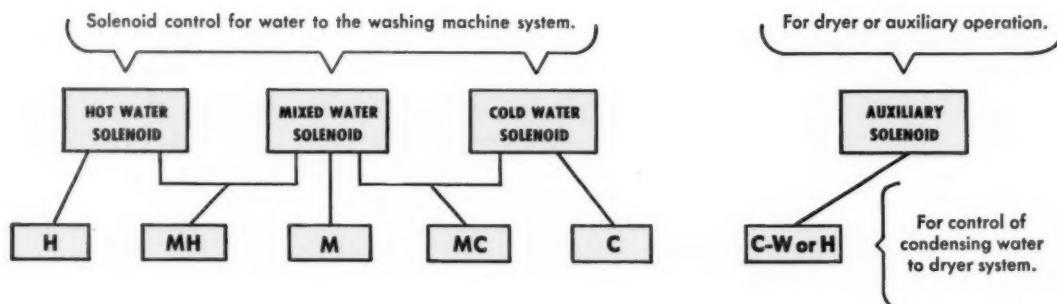 Solenoid control for water to the washing machine system.
For dryer or auxiliary operation.
HOT WATER
SOLENOID
MIXED WATER
SOLENOID
COLD WATER
SOLENOID
AUXILIARY
SOLENOID
H
MH
M
MC
C
C-W or H
For control of
condensing water
to dryer system.